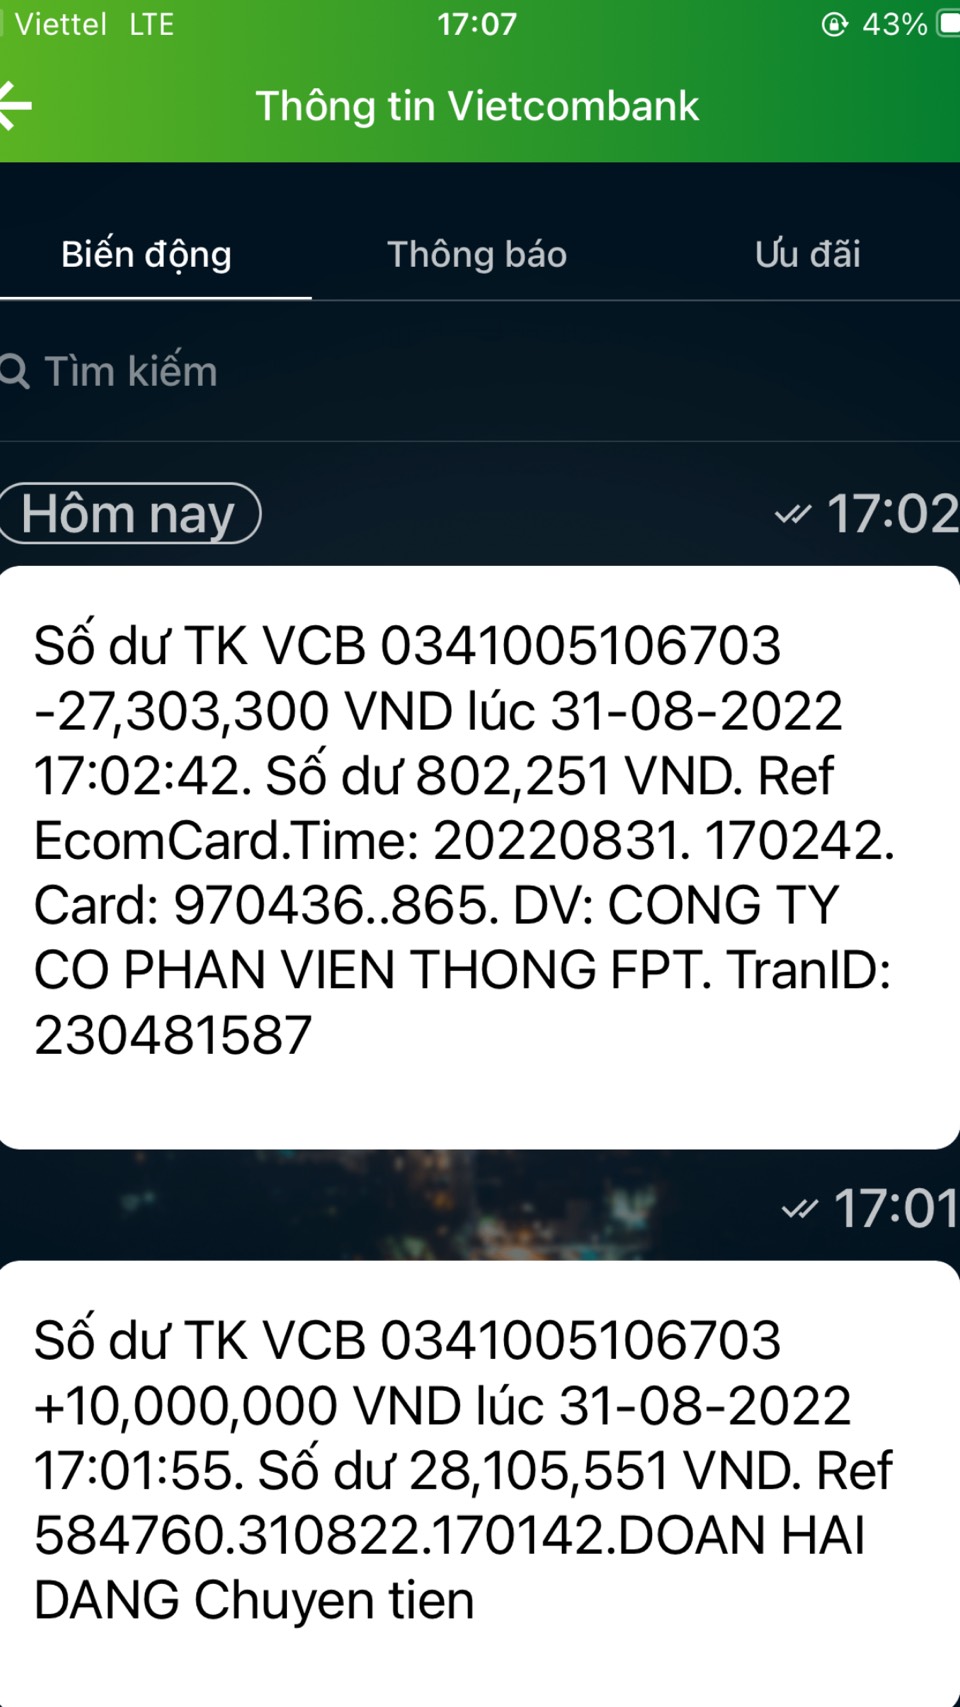 Viettel LTE 17:07 43%
Thông tin Vietcombank
Biến động Thông báo Ưu đãi
Tìm kiếm
Hôm nay 17:02
Số dư TK VCB 0341005106703
-27,303,300 VND lúc 31-08-2022
17:02:42. Số dư 802,251 VND. Ref
EcomCard.Time: 20220831. 170242.
Card: 970436..865. DV: CONG TY
CO PHAN VIEN THONG FPT. TranID:
230481587
17:01
Số dư TK VCB 0341005106703
+10,000,000 VND lúc 31-08-2022
17:01:55. Số dư 28,105,551 VND. Ref
584760.310822.170142.DOAN HAI
DANG Chuyen tien